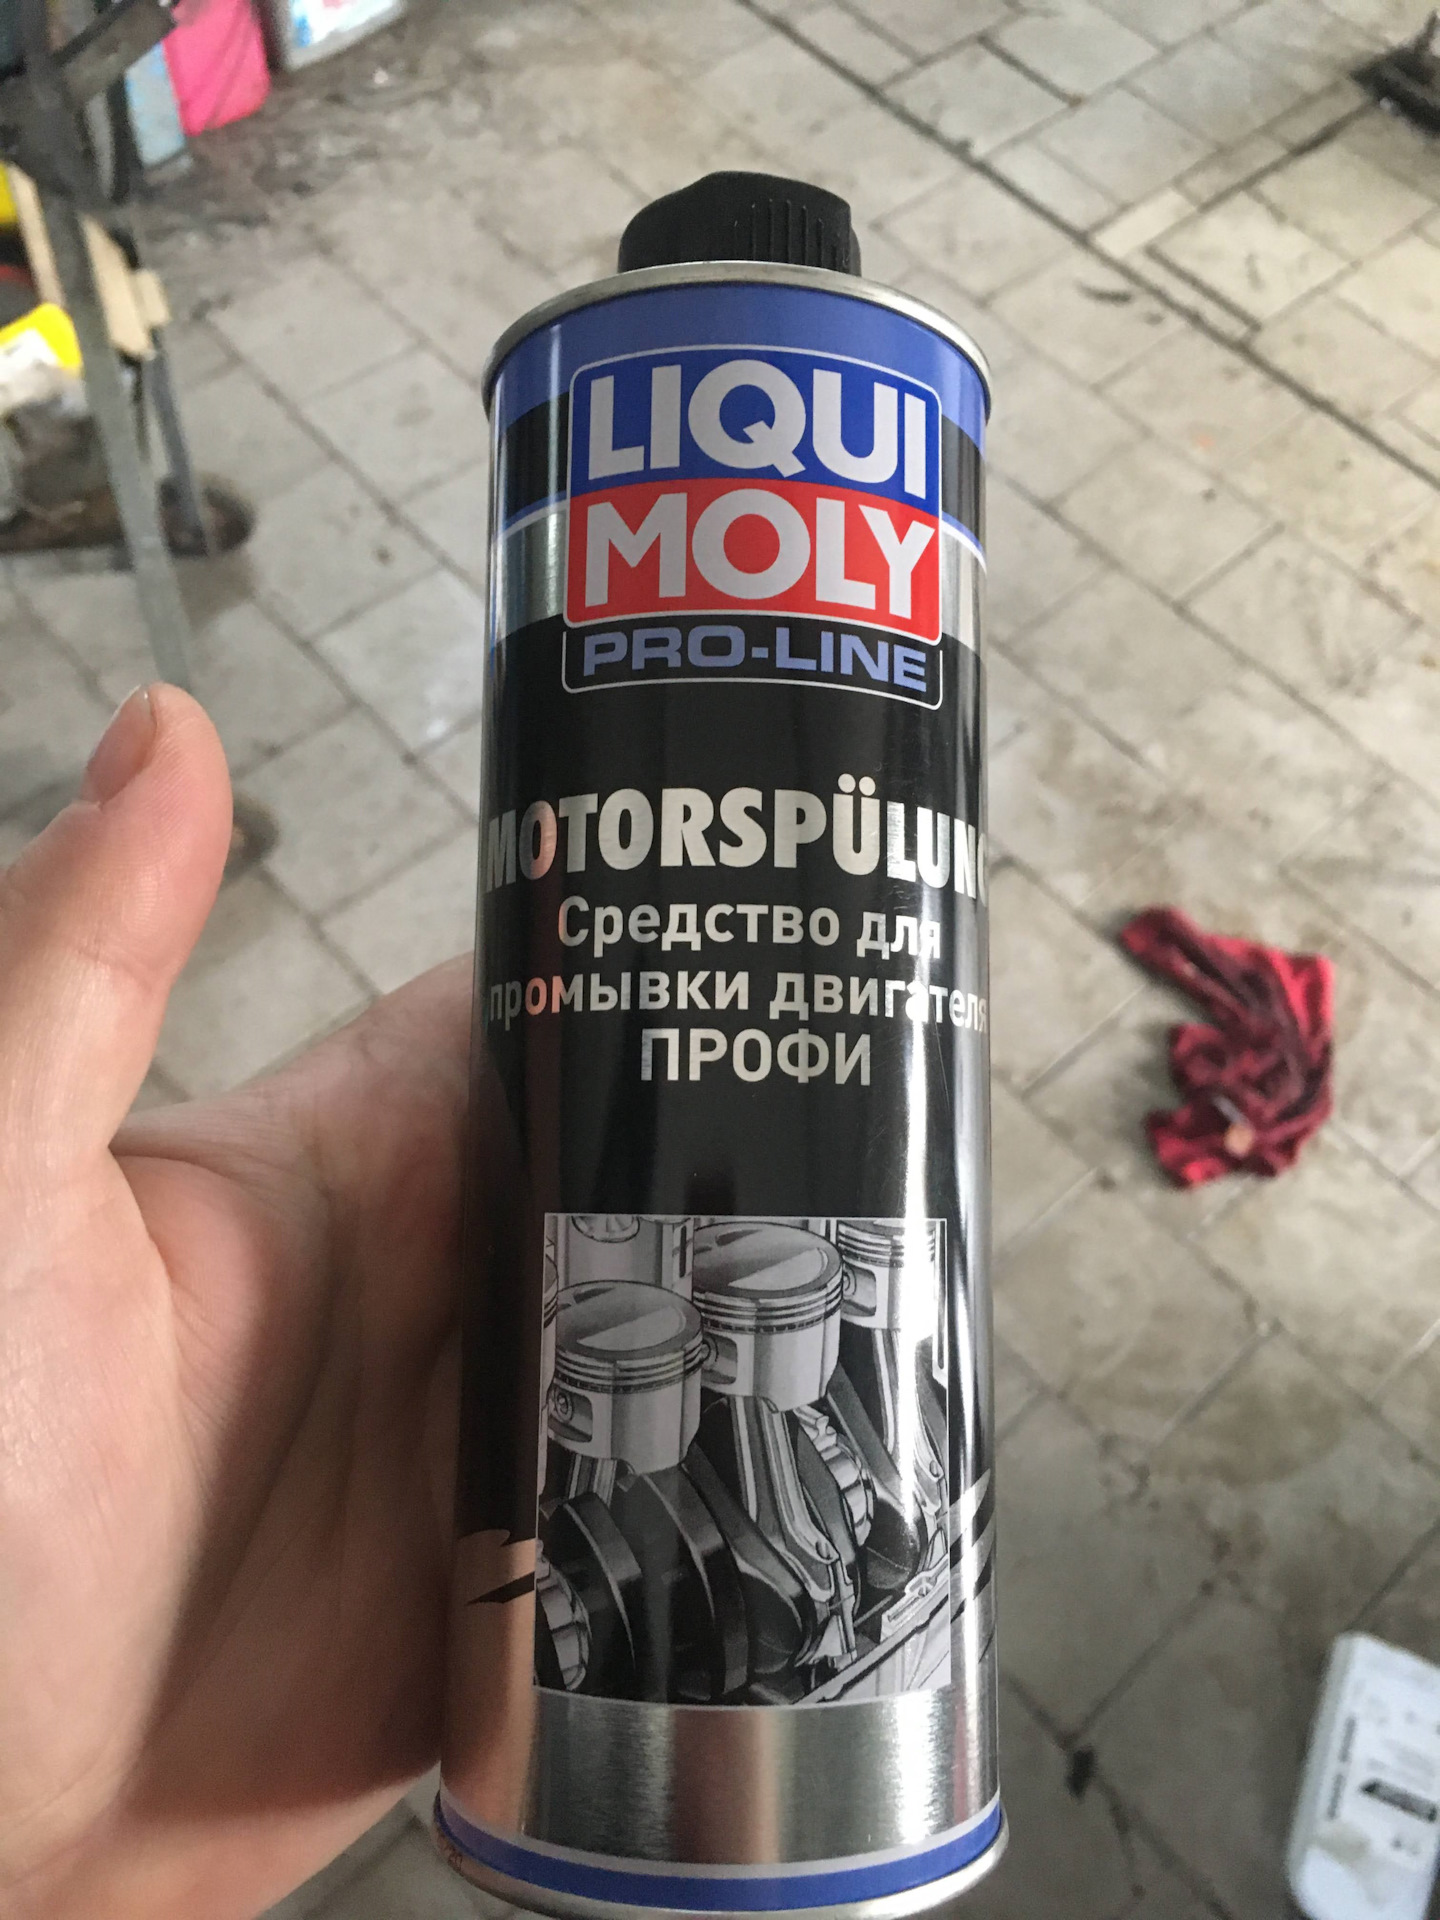 LIQUI
MOLY
PRO-LINE
MOTORSPÜLUNG
Средство для
промывки двигателя
ПРОФИ